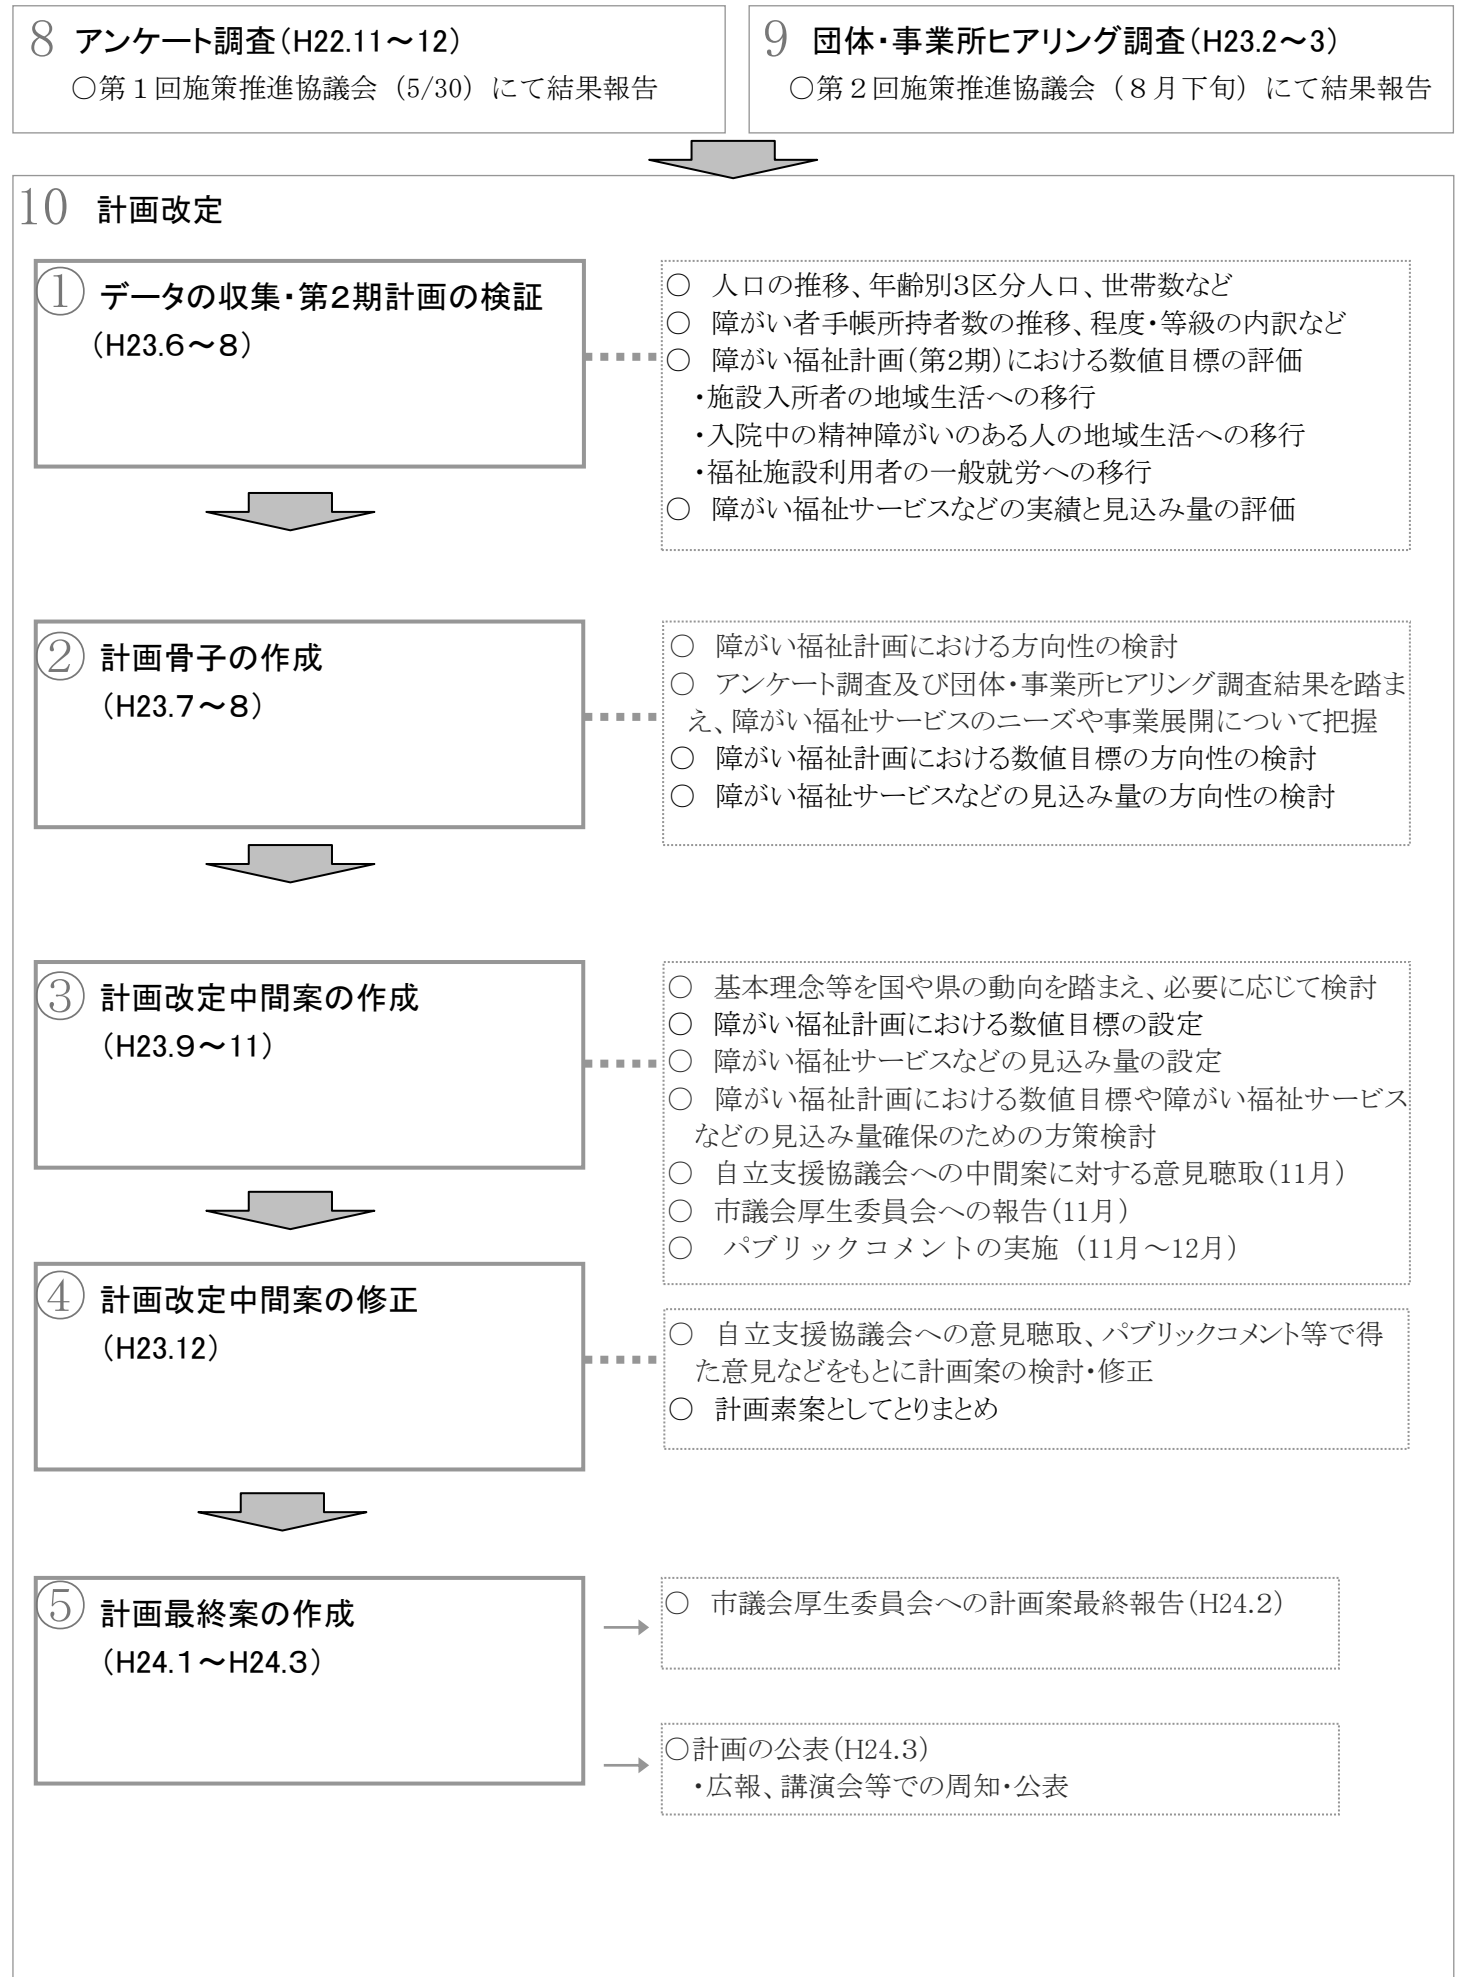 8 アンケート調査（H22.11～12）
○第１回施策推進協議会（5/30）にて結果報告
9 団体・事業所ヒアリング調査（H23.2～3）
○第２回施策推進協議会（８月下旬）にて結果報告
10 計画改定
① データの収集・第２期計画の検証
（H23.6～8）
○ 人口の推移、年齢別3区分人口、世帯数など
○ 障がい者手帳所持者数の推移、程度・等級の内訳など
○ 障がい福祉計画（第2期）における数値目標の評価
・施設入所者の地域生活への移行
・入院中の精神障がいのある人の地域生活への移行
・福祉施設利用者の一般就労への移行
○ 障がい福祉サービスなどの実績と見込み量の評価
② 計画骨子の作成
（H23.7～8）
○ 障がい福祉計画における方向性の検討
○ アンケート調査及び団体・事業所ヒアリング調査結果を踏ま
え、障がい福祉サービスのニーズや事業展開について把握
○ 障がい福祉計画における数値目標の方向性の検討
○ 障がい福祉サービスなどの見込み量の方向性の検討
③ 計画改定中間案の作成
（H23.9～11）
○ 基本理念等を国や県の動向を踏まえ、必要に応じて検討
○ 障がい福祉計画における数値目標の設定
○ 障がい福祉サービスなどの見込み量の設定
○ 障がい福祉計画における数値目標や障がい福祉サービス
などの見込み量確保のための方策検討
○ 自立支援協議会への中間案に対する意見聴取（11月）
○ 市議会厚生委員会への報告（11月）
○ パブリックコメントの実施（11月～12月）
④ 計画改定中間案の修正
（H23.12）
○ 自立支援協議会への意見聴取、パブリックコメント等で得
た意見などをもとに計画案の検討・修正
○ 計画素案としてとりまとめ
⑤ 計画最終案の作成
（H24.1～H24.3）
○ 市議会厚生委員会への計画案最終報告（H24.2）
○計画の公表（H24.3）
・広報、講演会等での周知・公表